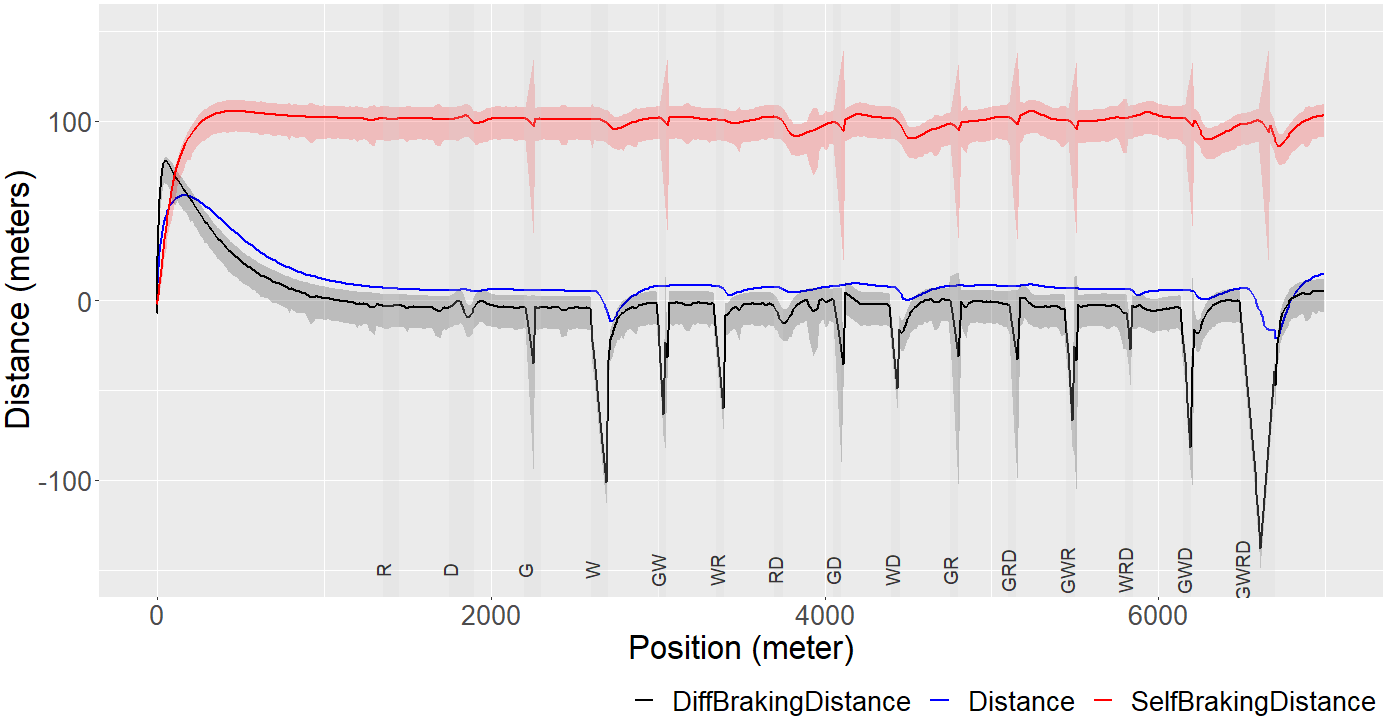 Distance (meters)
100
0
-100
R
D
G
W
GW
WR
RD
GD
WD
GR
GRD
GWR
WRD
GWD
GWRD
0
2000
4000
6000
Position (meter)
DiffBrakingDistance
Distance
SelfBrakingDistance